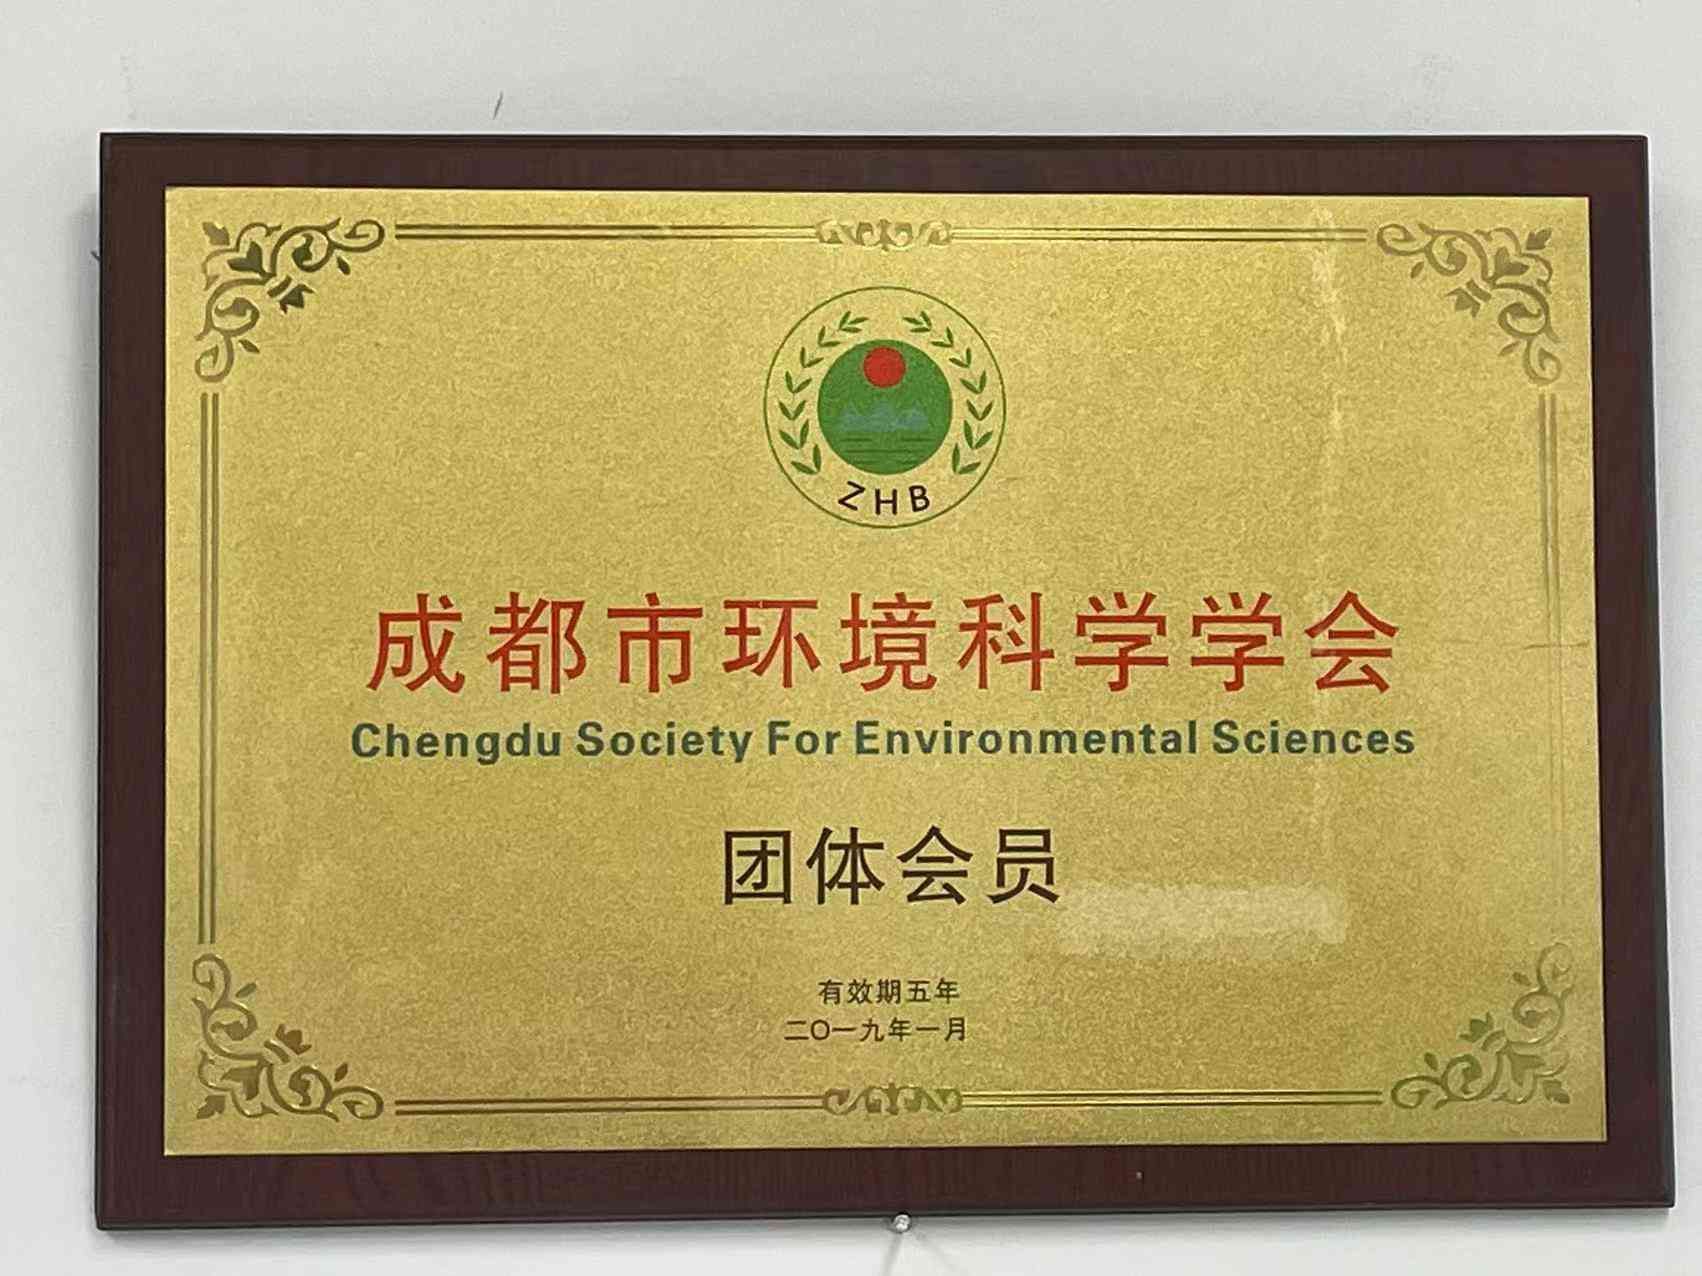 ZHB
成都市环境科学学会
Chengdu Society For Environmental Sciences
团体会员
有效期五年
二〇一九年一月